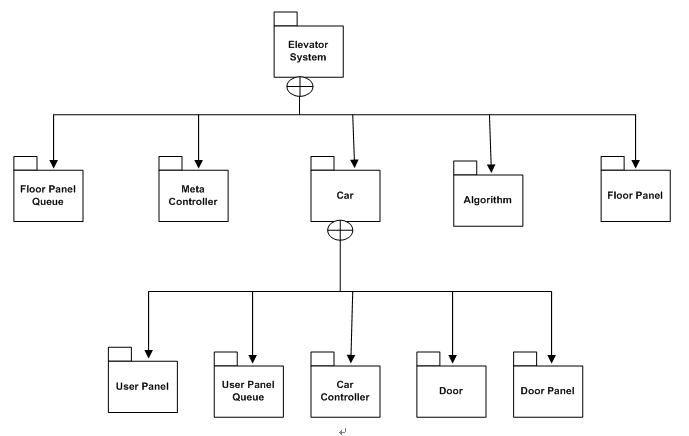 Elevator
System
Floor Panel
Queue
Meta
Controller
Car
Algorithm
Floor Panel
User Panel
User Panel
Queue
Car
Controller
Door
Door Panel